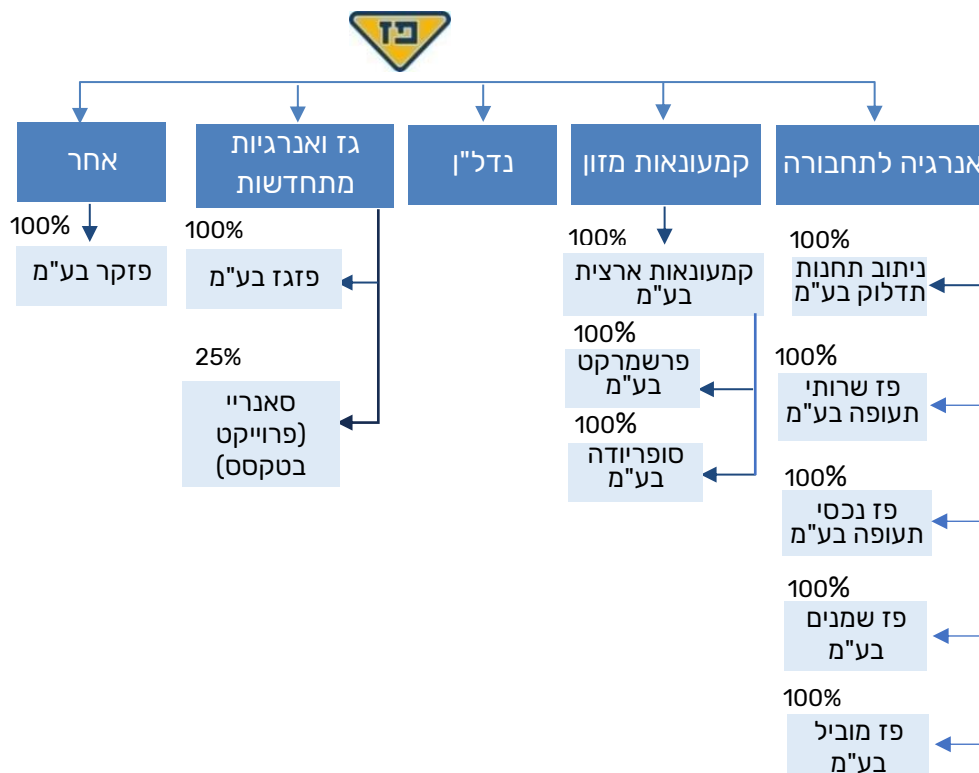 פז
אנרגיה לתחבורה
קמעונאות מזון
נדל"ן
גז ואנרגיות
מתחדשות
אחר
100%
ניתוב תחנות
תדלוק בע"מ
100%
פז שרותי
תעופה בע"מ
100%
פז נכסי
תעופה בע"מ
100%
פז שמנים
בע"מ
100%
פז מוביל
בע"מ
100%
קמעונאות ארצית
בע"מ
100%
פרשמרקט
בע"מ
100%
סופריודה
בע"מ
100%
פזגז בע"מ
25%
סאנריי
(פרוייקט
בטקסס)
100%
פזקר בע"מ